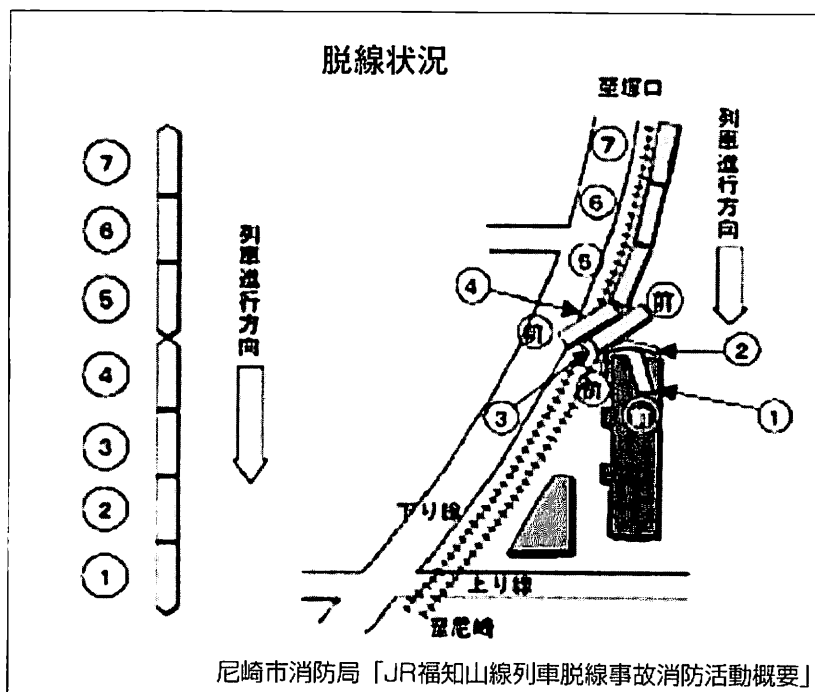 脱線状況
⑦
⑥
⑤
④
③
②
①
列車進行方向
至塚口
列車進行方向
⑦
⑥
⑤
④
前
前
②
③
前
①
下り線
上り線
至尼崎
尼崎市消防局「JR福知山線列車脱線事故消防活動概要」